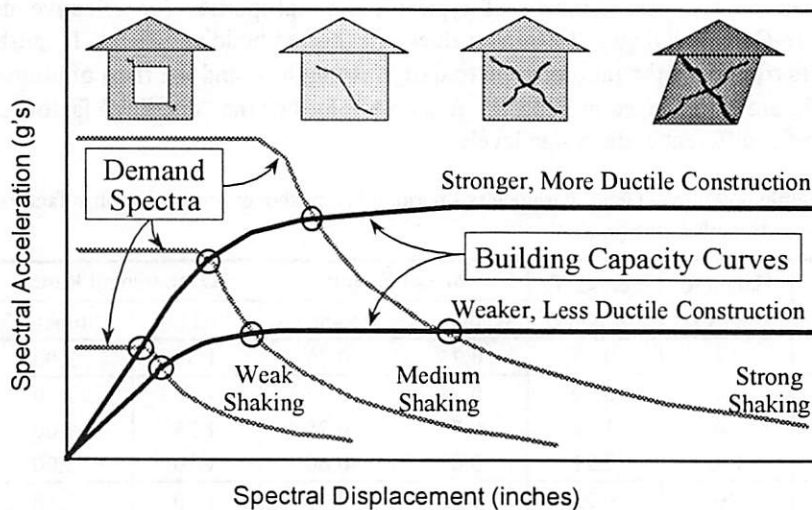 Demand
Spectra
Stronger, More Ductile Construction
Building Capacity Curves
Weaker, Less Ductile Construction
Weak
Shaking
Medium
Shaking
Strong
Shaking
Spectral Acceleration (g's)
Spectral Displacement (inches)